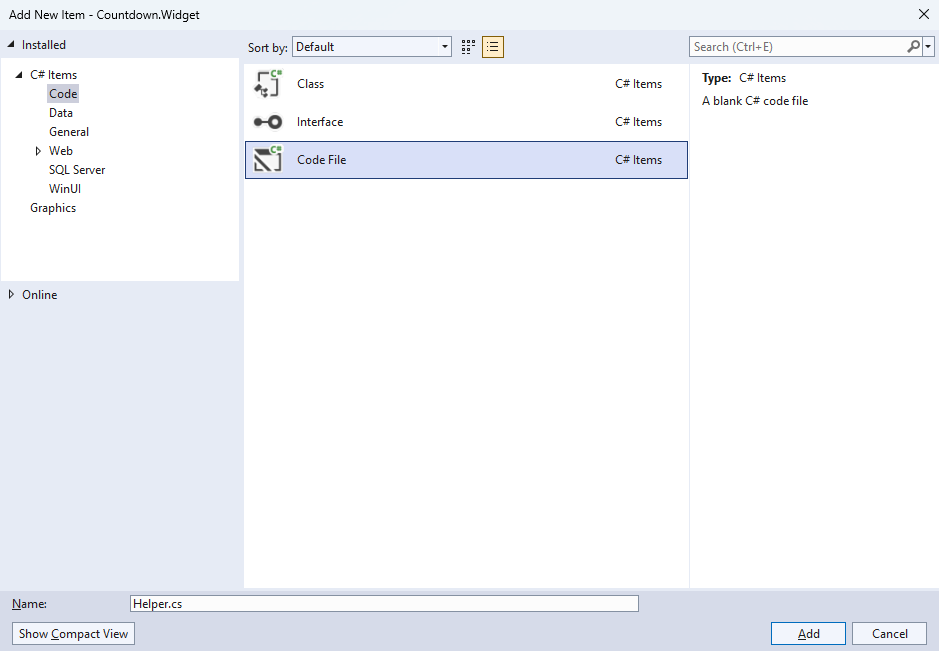 Add New Item - Countdown.Widget
Installed
C# Items
Code
Data
General
Web
SQL Server
WinUI
Graphics
Online
Sort by: Default
Class C# Items
Interface C# Items
Code File C# Items
Search (Ctrl+E)
Type: C# Items
A blank C# code file
Name: Helper.cs
Show Compact View
Add
Cancel